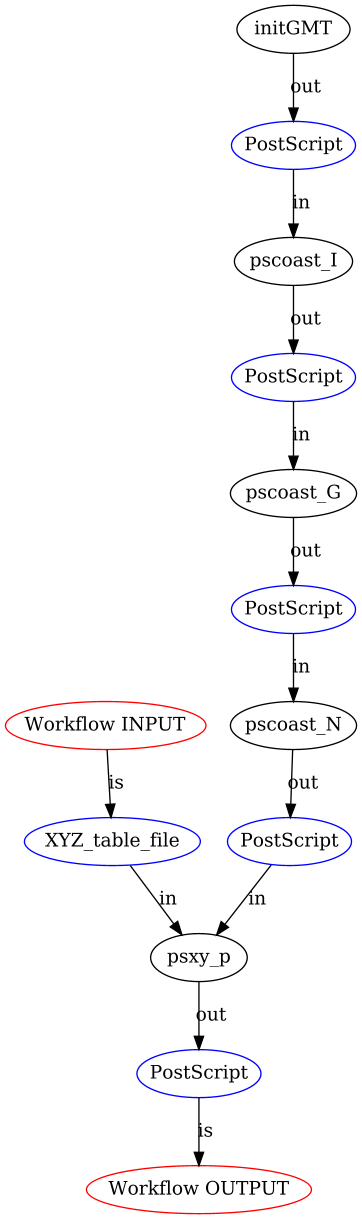 initGMT
out
PostScript
in
pscoast_I
out
PostScript
in
pscoast_G
out
PostScript
in
Workflow INPUT
pscoast_N
is
out
XYZ_table_file
PostScript
in
in
psxy_p
out
PostScript
is
Workflow OUTPUT